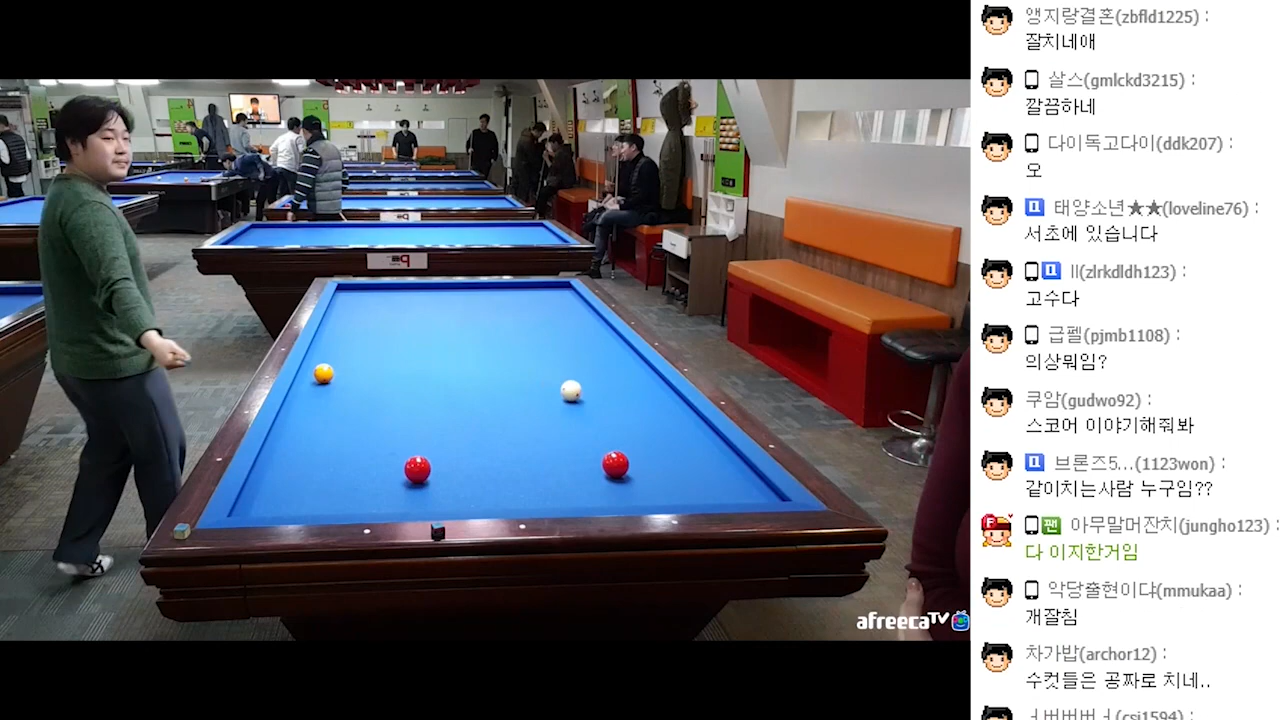 앵지랑결혼(zbfld1225) :
잘치네애
살스(gmlckd3215) :
깔끔하네
다이독고다이(ddk207) :
오
태양소년★★(loveline76) :
서초에 있습니다
ll(zlrkdldh123) :
고수다
급펠(pjmb1108) :
의상뭐임?
쿠암(gudwo92) :
스코어 이야기해줘봐
브론즈5...(1123won) :
같이치는사람 누구임??
팬 아무말머잔치(jungho123) :
다 이지한거임
악당출현이댜(mmukaa) :
개잘침
차가밥(archor12) :
수컷들은 공짜로 치네..
afreecaTV